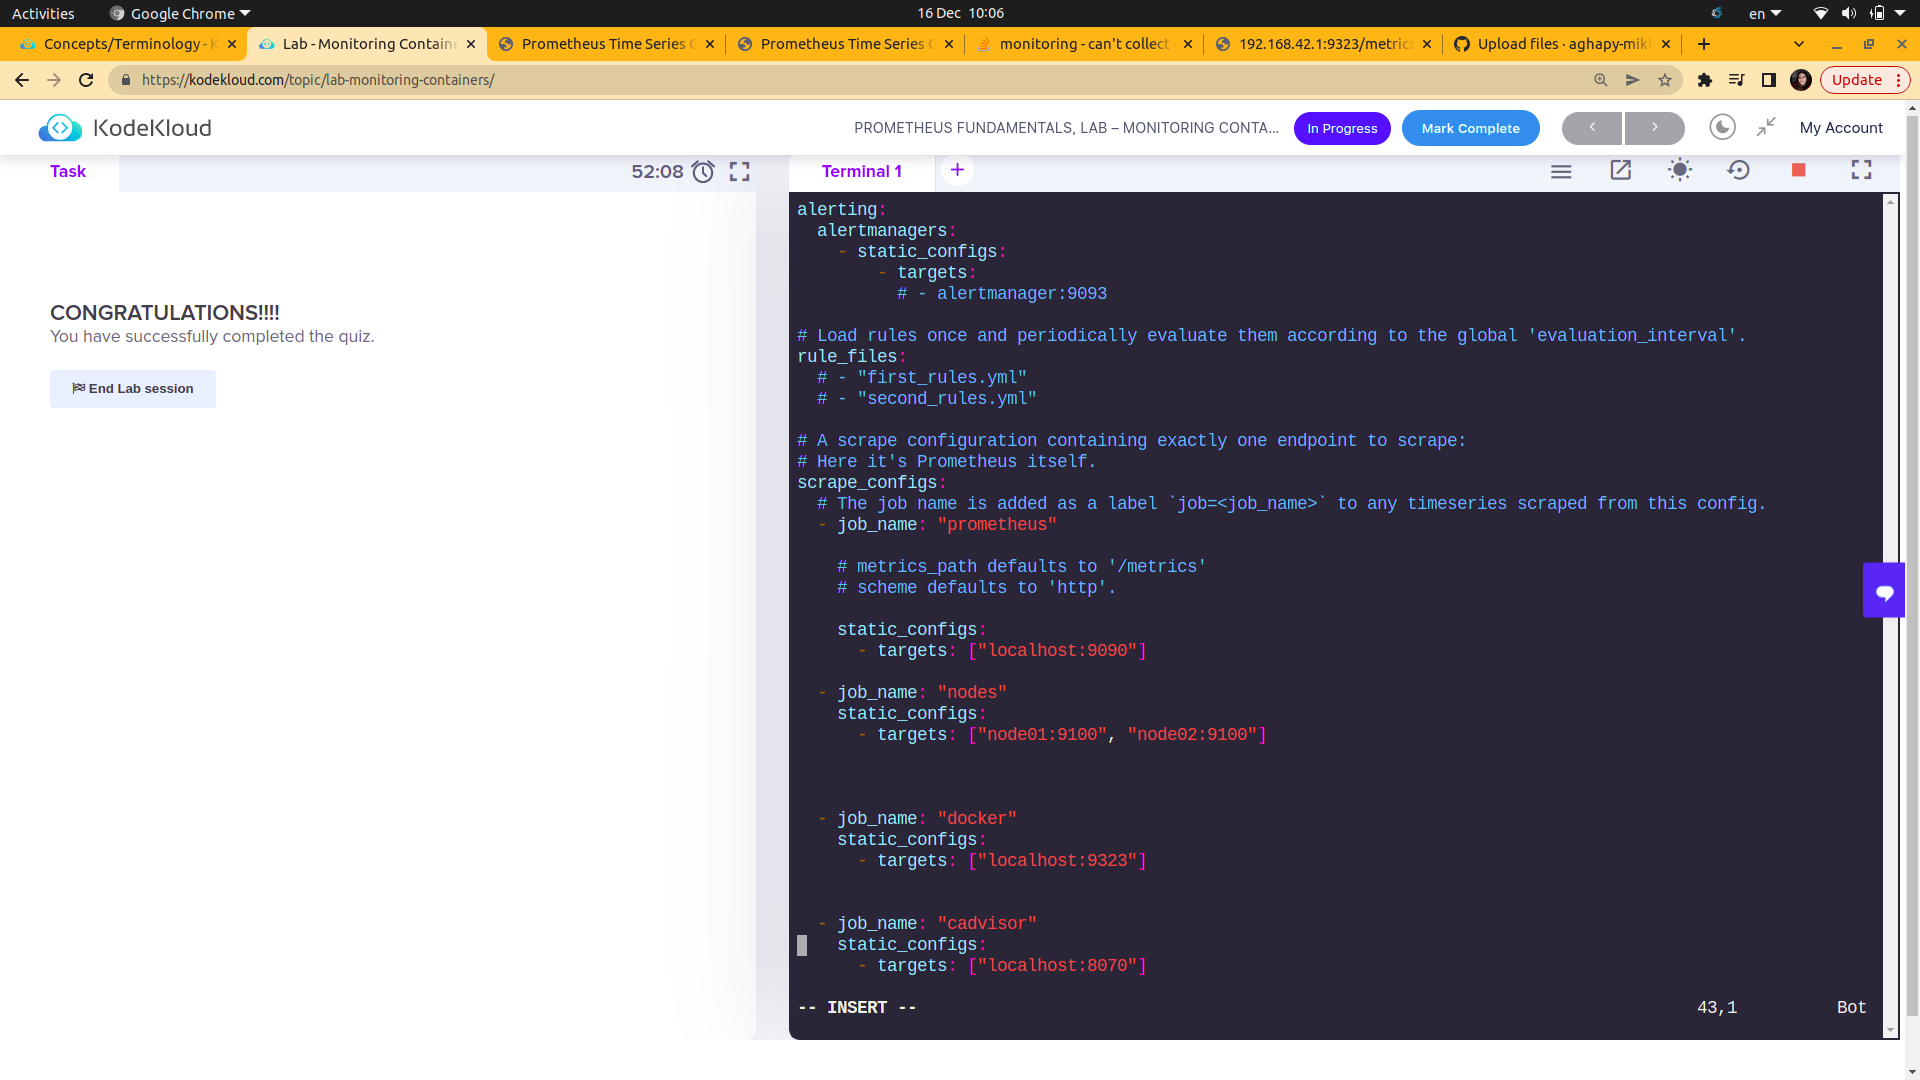 Activities
Google Chrome
16 Dec 10:06
en
Concepts/Terminology - K
Lab - Monitoring Containe
Prometheus Time Series C
Prometheus Time Series C
monitoring - can't collect
192.168.42.1:9323/metric
Upload files · aghapy-mikl
https://kodekloud.com/topic/lab-monitoring-containers/
Update
KodeKloud
PROMETHEUS FUNDAMENTALS, LAB – MONITORING CONTA...
In Progress
Mark Complete
My Account
Task
52:08
Terminal 1
CONGRATULATIONS!!!!
You have successfully completed the quiz.
End Lab session
alerting:
  alertmanagers:
    - static_configs:
        - targets:
          # - alertmanager:9093
# Load rules once and periodically evaluate them according to the global 'evaluation_interval'.
rule_files:
  # - "first_rules.yml"
  # - "second_rules.yml"
# A scrape configuration containing exactly one endpoint to scrape:
# Here it's Prometheus itself.
scrape_configs:
  # The job name is added as a label `job=<job_name>` to any timeseries scraped from this config.
  - job_name: "prometheus"
    # metrics_path defaults to '/metrics'
    # scheme defaults to 'http'.
    static_configs:
      - targets: ["localhost:9090"]
  - job_name: "nodes"
    static_configs:
      - targets: ["node01:9100", "node02:9100"]
  - job_name: "docker"
    static_configs:
      - targets: ["localhost:9323"]
  - job_name: "cadvisor"
    static_configs:
      - targets: ["localhost:8070"]
-- INSERT --
43,1
Bot